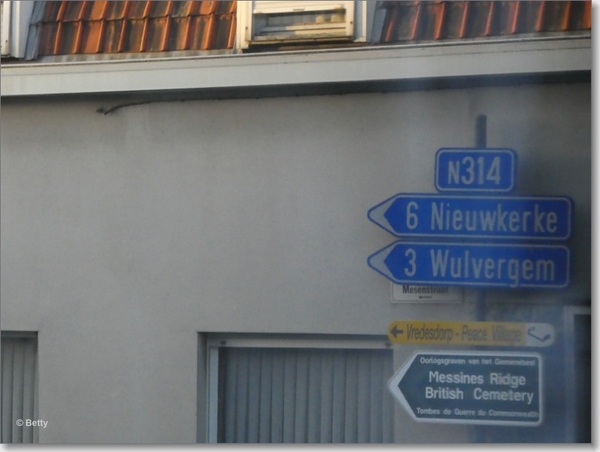 N314
6 Nieuwkerke
3 Wulvergem
Vredesdorp - Peace Village
Oorlogsgraven van het Gemenebest
Messines Ridge
British Cemetery
Tombes de Guerre du Commonwealth
© Betty